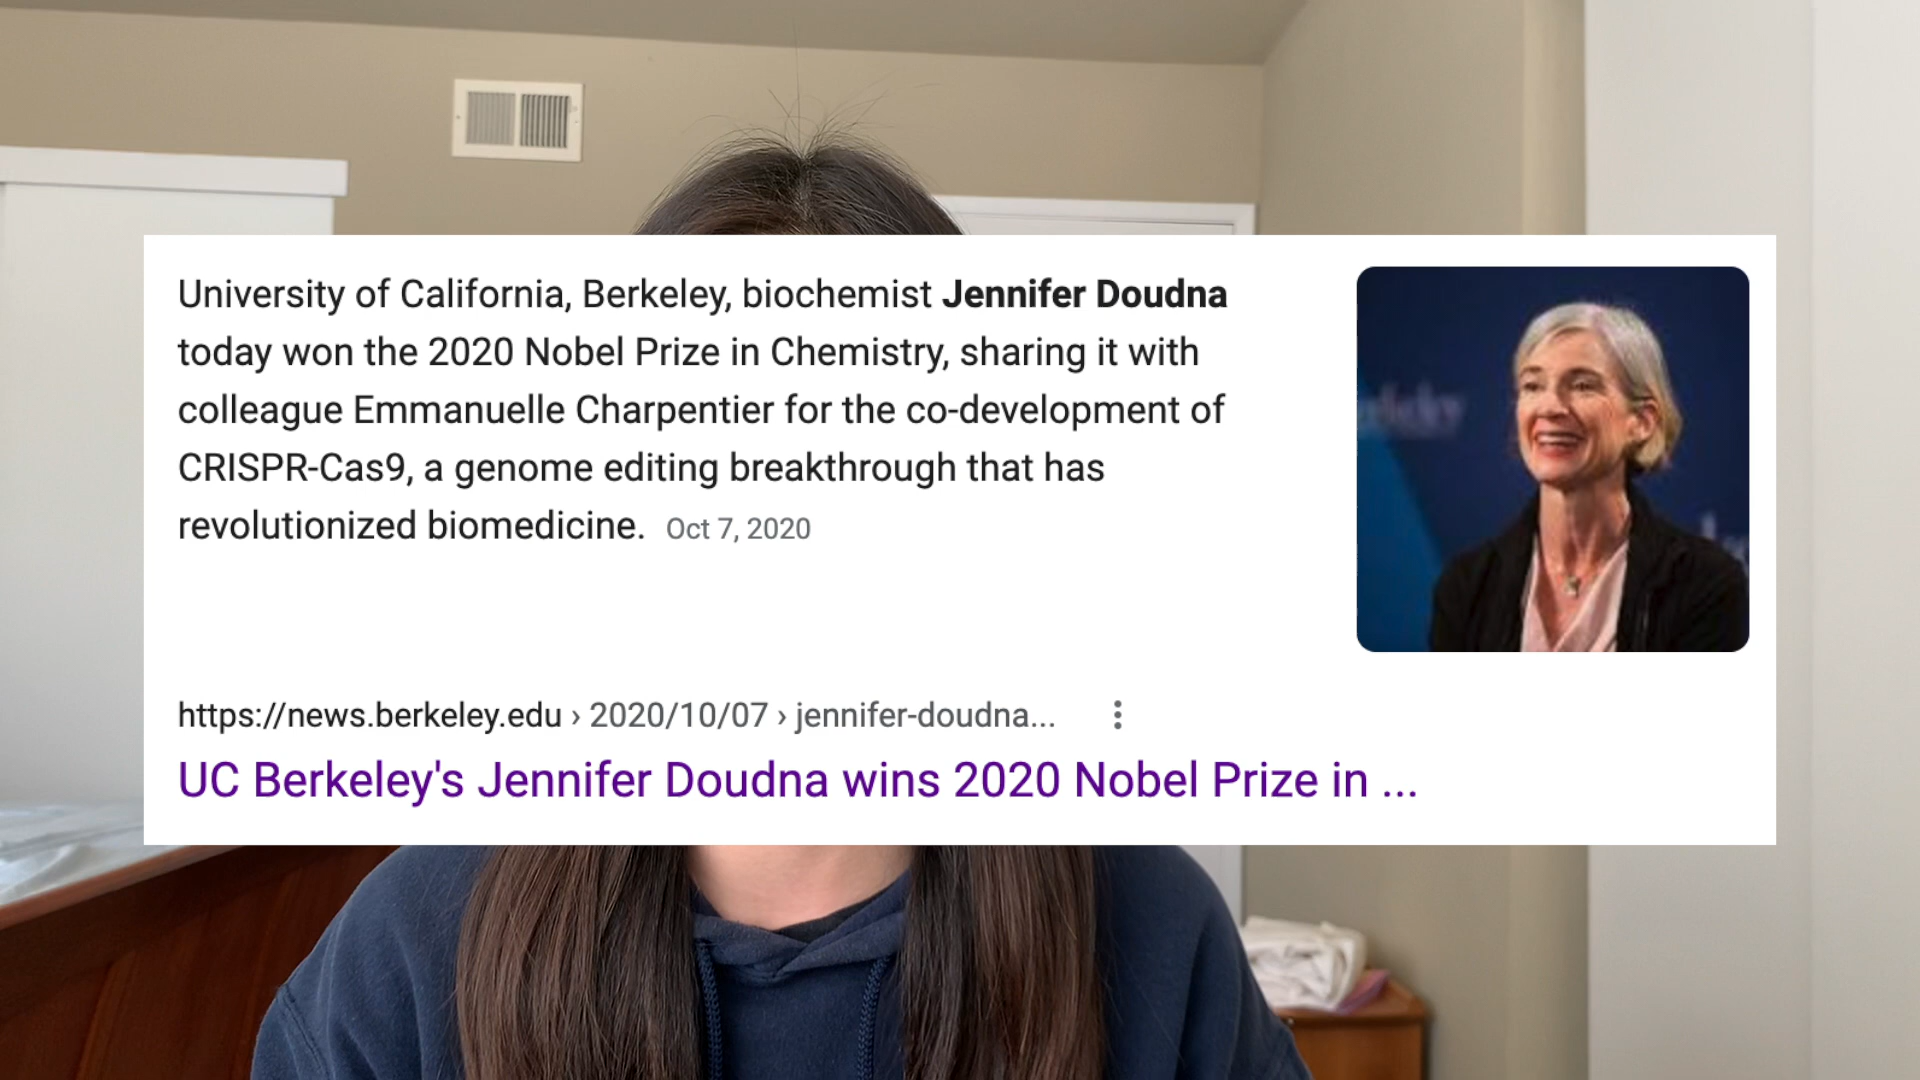 University of California, Berkeley, biochemist Jennifer Doudna
today won the 2020 Nobel Prize in Chemistry, sharing it with
colleague Emmanuelle Charpentier for the co-development of
CRISPR-Cas9, a genome editing breakthrough that has
revolutionized biomedicine. Oct 7, 2020
https://news.berkeley.edu › 2020/10/07 › jennifer-doudna...
UC Berkeley's Jennifer Doudna wins 2020 Nobel Prize in ...